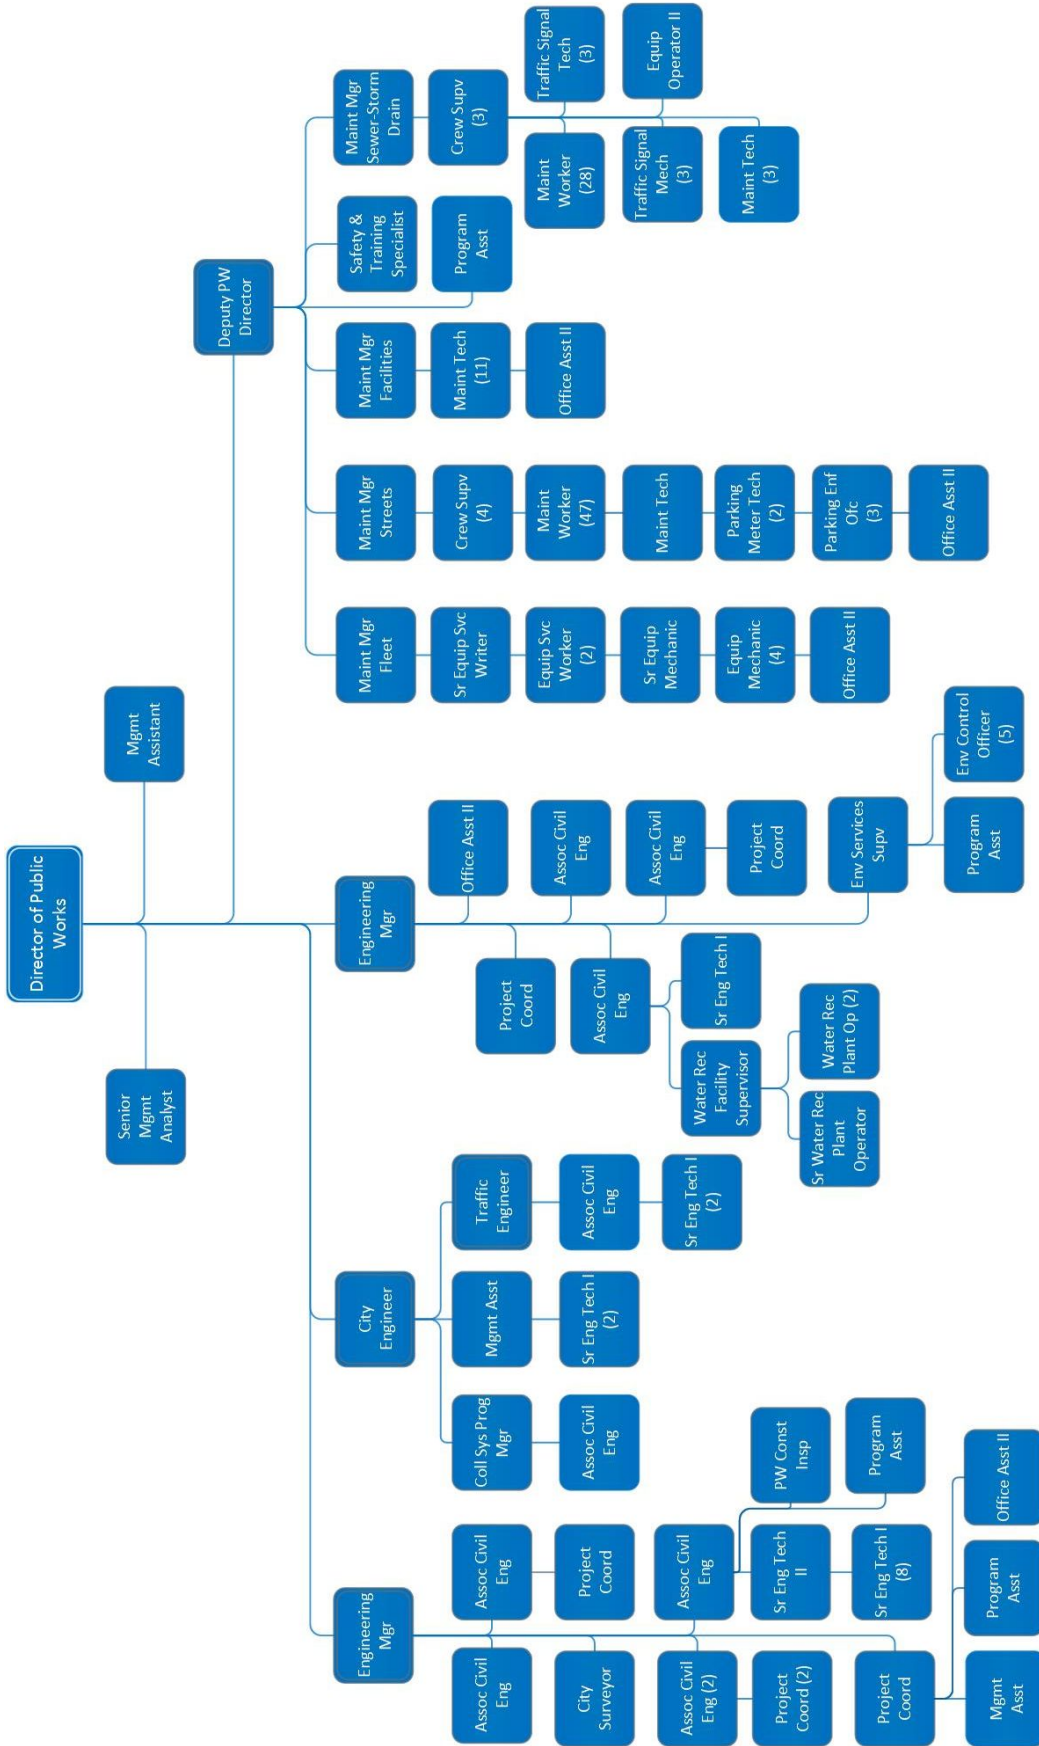 Director of Public
Works
Senior
Mgmt
Analyst
Mgmt
Assistant
Engineering
Mgr
Assoc Civil
Eng
Assoc Civil
Eng
Project
Coord
City
Surveyor
Assoc Civil
Eng (2)
Project
Coord (2)
Assoc Civil
Eng
PW Const
Insp
Program
Asst
Sr Eng Tech
II
Sr Eng Tech I
(8)
Project
Coord
Mgmt
Asst
Program
Asst
Office Asst II
City
Engineer
Coll Sys Prog
Mgr
Assoc Civil
Eng
Mgmt Asst
Sr Eng Tech I
(2)
Traffic
Engineer
Assoc Civil
Eng
Sr Eng Tech I
(2)
Engineering
Mgr
Project
Coord
Office Asst II
Assoc Civil
Eng
Water Rec
Facility
Supervisor
Sr Eng Tech I
Sr Water Rec
Plant
Operator
Water Rec
Plant Op (2)
Assoc Civil
Eng
Assoc Civil
Eng
Project
Coord
Env Services
Supv
Program
Asst
Env Control
Officer
(5)
Deputy PW
Director
Maint Mgr
Fleet
Sr Equip Svc
Writer
Equip Svc
Worker
(2)
Sr Equip
Mechanic
Equip
Mechanic
(4)
Office Asst II
Maint Mgr
Streets
Crew Supv
(4)
Maint
Worker
(47)
Maint Tech
Parking
Meter Tech
(2)
Parking Enf
Ofc
(3)
Office Asst II
Maint Mgr
Facilities
Maint Tech
(11)
Office Asst II
Safety &
Training
Specialist
Program
Asst
Maint Mgr
Sewer-Storm
Drain
Crew Supv
(3)
Maint
Worker
(28)
Traffic Signal
Tech
(3)
Traffic Signal
Mech
(3)
Equip
Operator II
Maint Tech
(3)